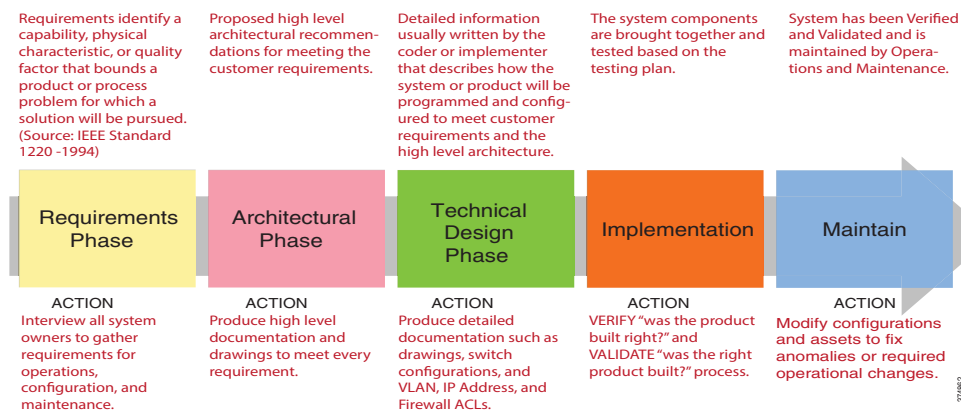 Requirements identify a
capability, physical
characteristic, or quality
factor that bounds a
product or process
problem for which a
solution will be pursued.
(Source: IEEE Standard
1220 -1994)
Proposed high level
architectural recommen-
dations for meeting the
customer requirements.
Detailed information
usually written by the
coder or implementer
that describes how the
system or product will be
programmed and config-
ured to meet customer
requirements and the
high level architecture.
The system components
are brought together and
tested based on the
testing plan.
System has been Verified
and Validated and is
maintained by Opera-
tions and Maintenance.
Requirements
Phase
Architectural
Phase
Technical
Design
Phase
Implementation
Maintain
ACTION
Interview all system
owners to gather
requirements for
operations,
configuration, and
maintenance.
ACTION
Produce high level
documentation and
drawings to meet every
requirement.
ACTION
Produce detailed
documentation such as
drawings, switch
configurations, and
VLAN, IP Address, and
Firewall ACLs.
ACTION
VERIFY “was the product
built right?” and
VALIDATE “was the right
product built?” process.
ACTION
Modify configurations
and assets to fix
anomalies or required
operational changes.